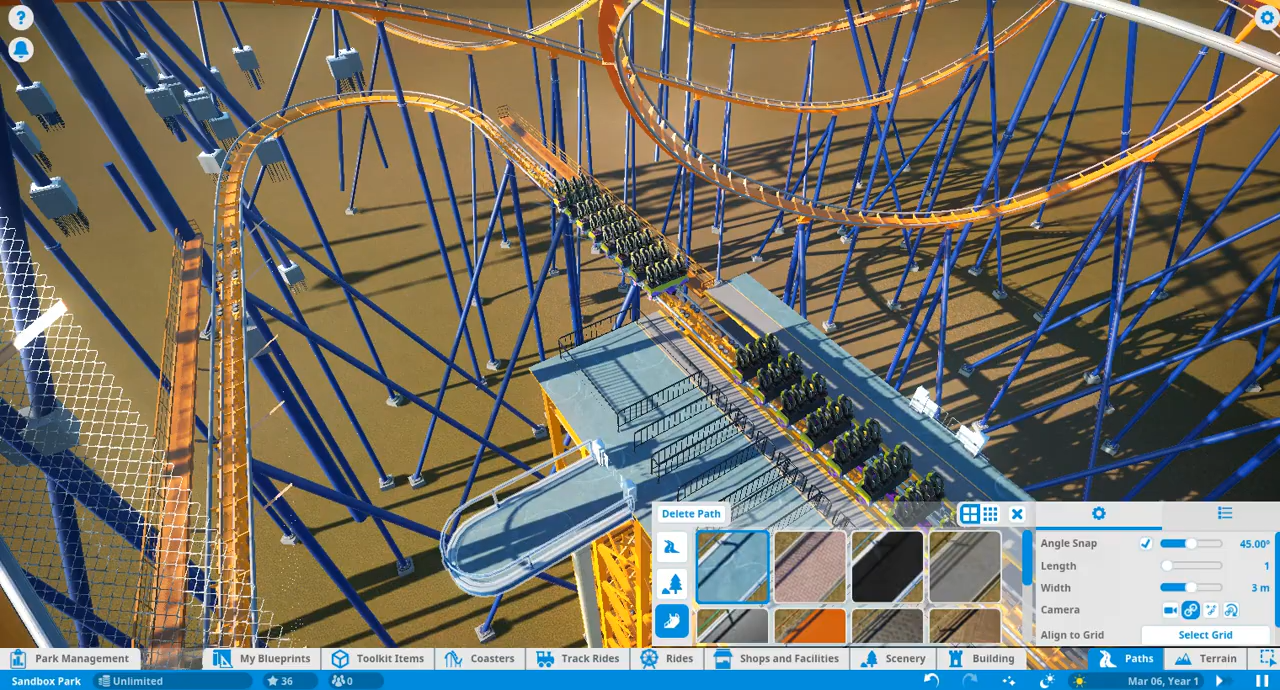 ?
Delete Path
Angle Snap 45.00°
Length 1
Width 3 m
Camera
Align to Grid Select Grid
Park Management My Blueprints Toolkit Items Coasters Track Rides Rides Shops and Facilities Scenery Building Paths Terrain
Sandbox Park Unlimited 36 0 Mar 06, Year 1